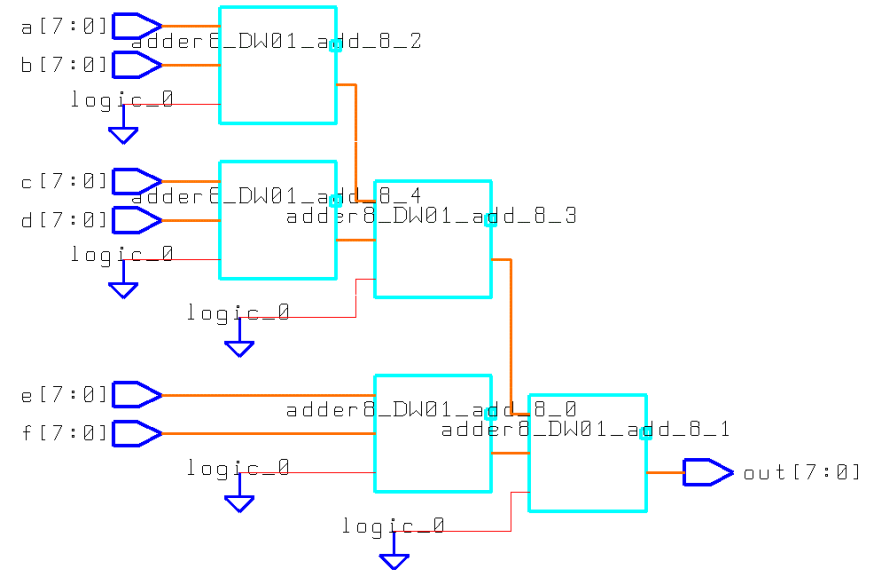 a[7:0]
adder8_DW01_add_8_2
b[7:0]
logic_0
c[7:0]
adder8_DW01_add_8_4
d[7:0]
adder8_DW01_add_8_3
logic_0
logic_0
e[7:0]
adder8_DW01_add_8_0
f[7:0]
adder8_DW01_add_8_1
logic_0
out[7:0]
logic_0